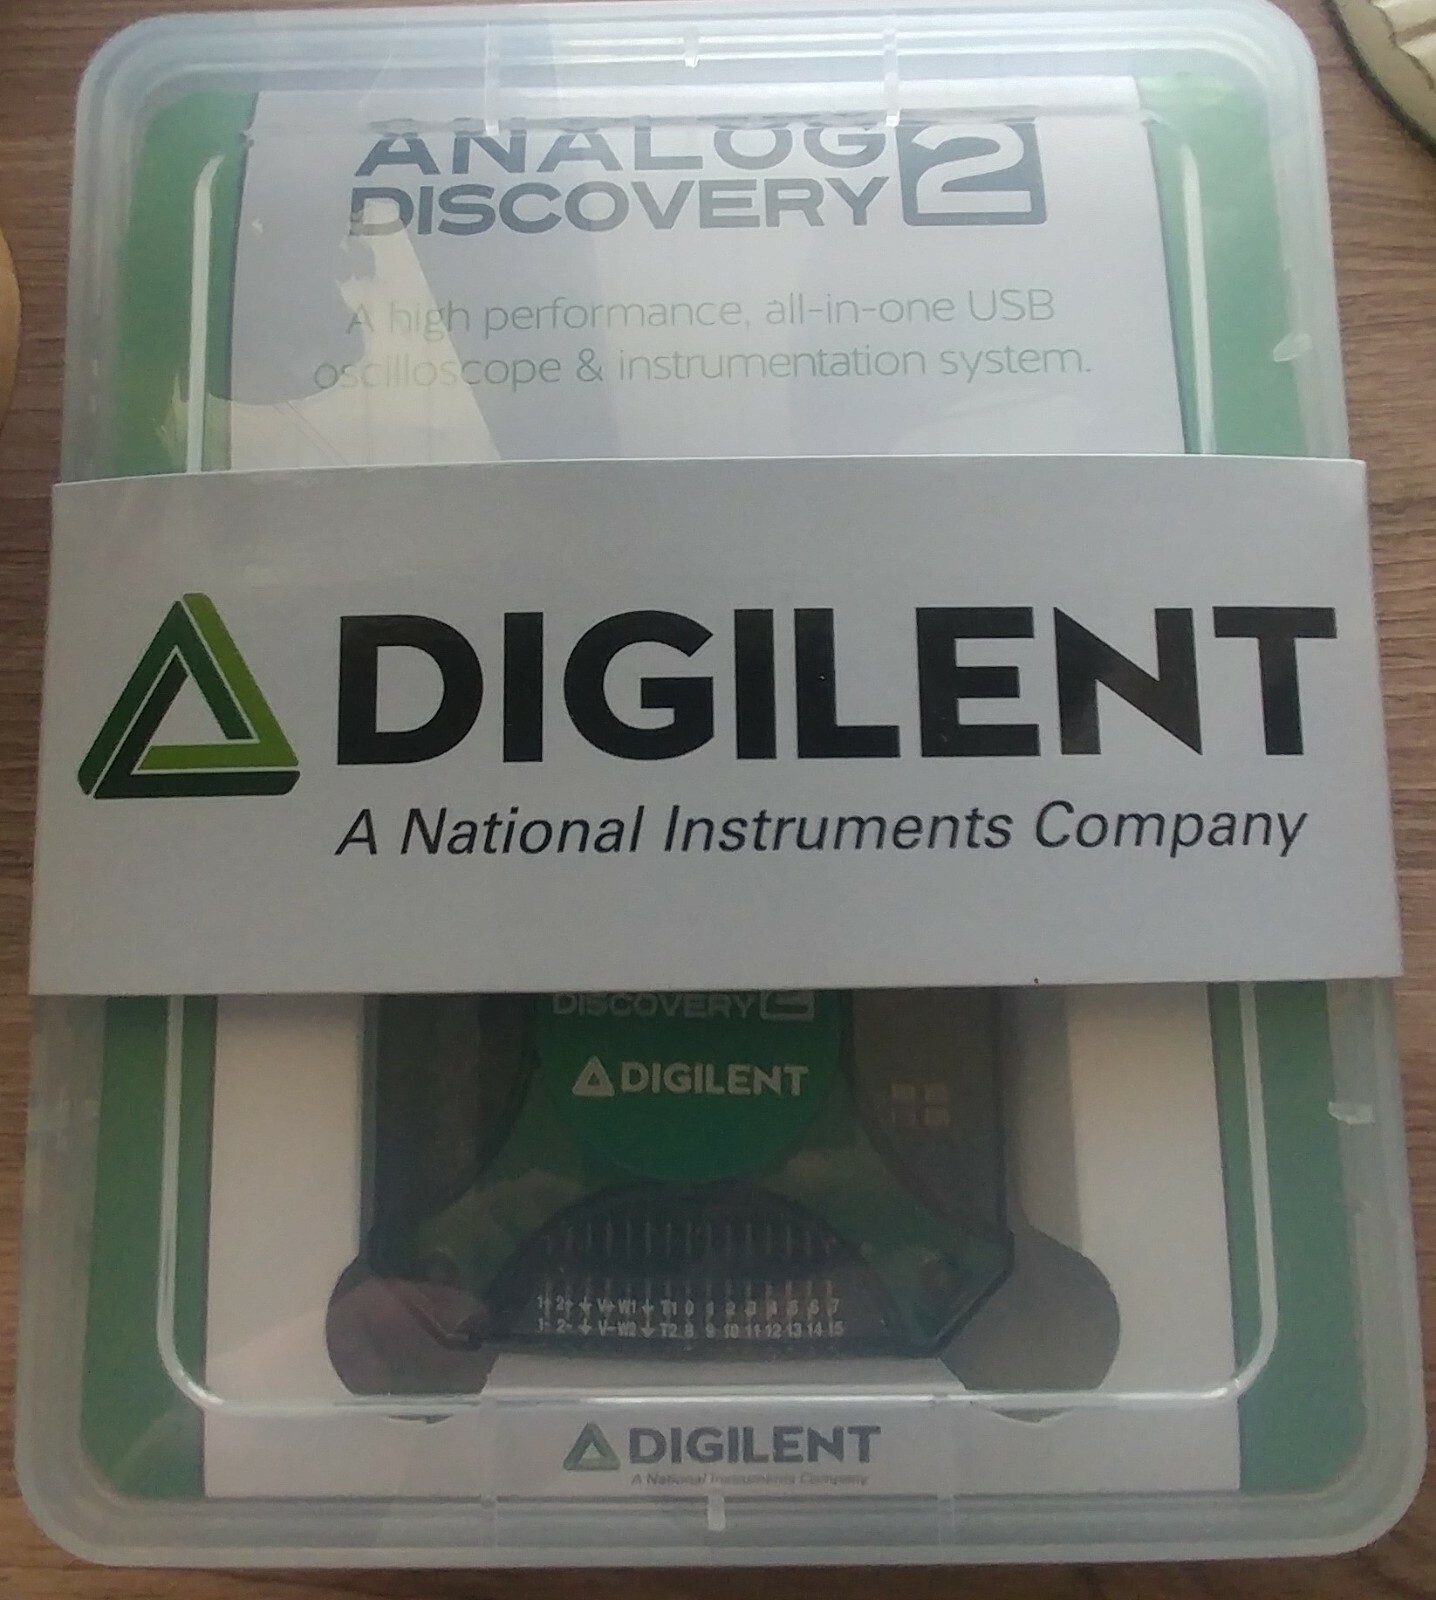 ANALOG
DISCOVERY 2
A high performance, all-in-one USB
oscilloscope & instrumentation system.
DIGILENT
A National Instruments Company
DISCOVERY 2
DIGILENT
1+ 2+ ⏚ V+ W1 ⏚ T1 0 1 2 3 4 5 6 7
1- 2- ⏚ V- W2 ⏚ T2 8 9 10 11 12 13 14 15
DIGILENT
A National Instruments Company